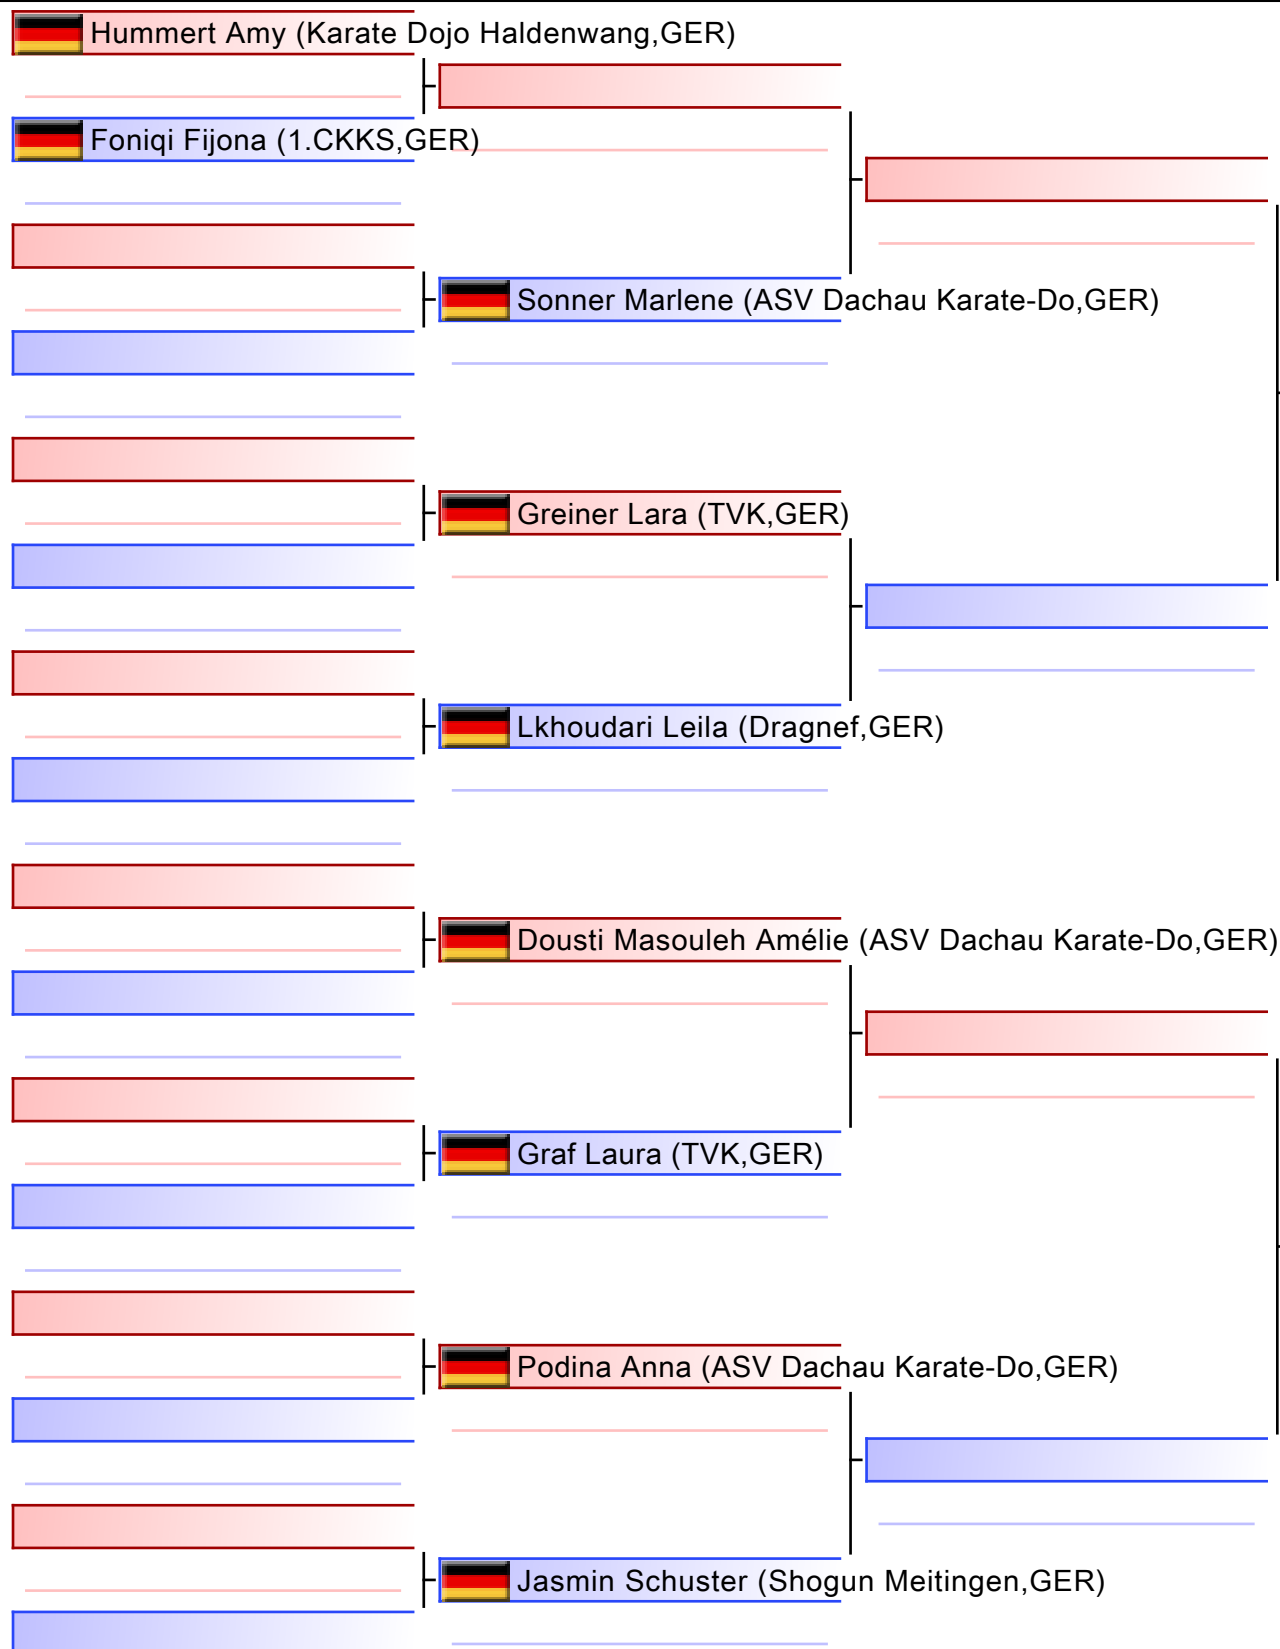 Hummert Amy (Karate Dojo Haldenwang,GER)
Foniqi Fijona (1.CKKS,GER)
Sonner Marlene (ASV Dachau Karate-Do,GER)
Greiner Lara (TVK,GER)
Lkhoudari Leila (Dragnef,GER)
Dousti Masouleh Amélie (ASV Dachau Karate-Do,GER)
Graf Laura (TVK,GER)
Podina Anna (ASV Dachau Karate-Do,GER)
Jasmin Schuster (Shogun Meitingen,GER)